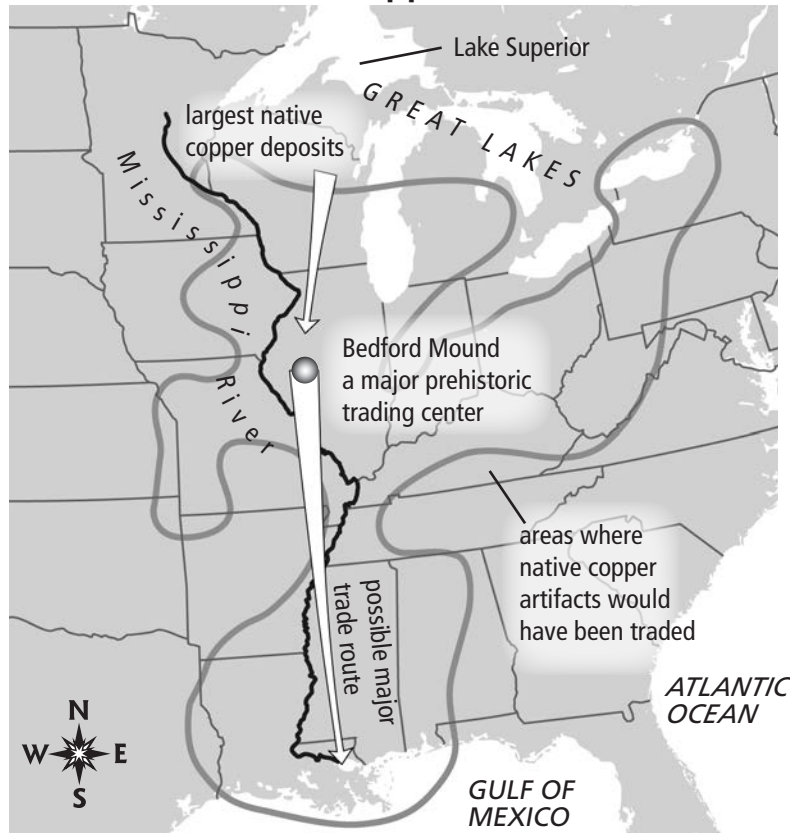 Lake Superior
GREAT LAKES
largest native
copper deposits
Mississippi
River
Bedford Mound
a major prehistoric
trading center
areas where
native copper
artifacts would
have been traded
possible major
trade route
ATLANTIC
OCEAN
GULF OF
MEXICO
N
W E
S